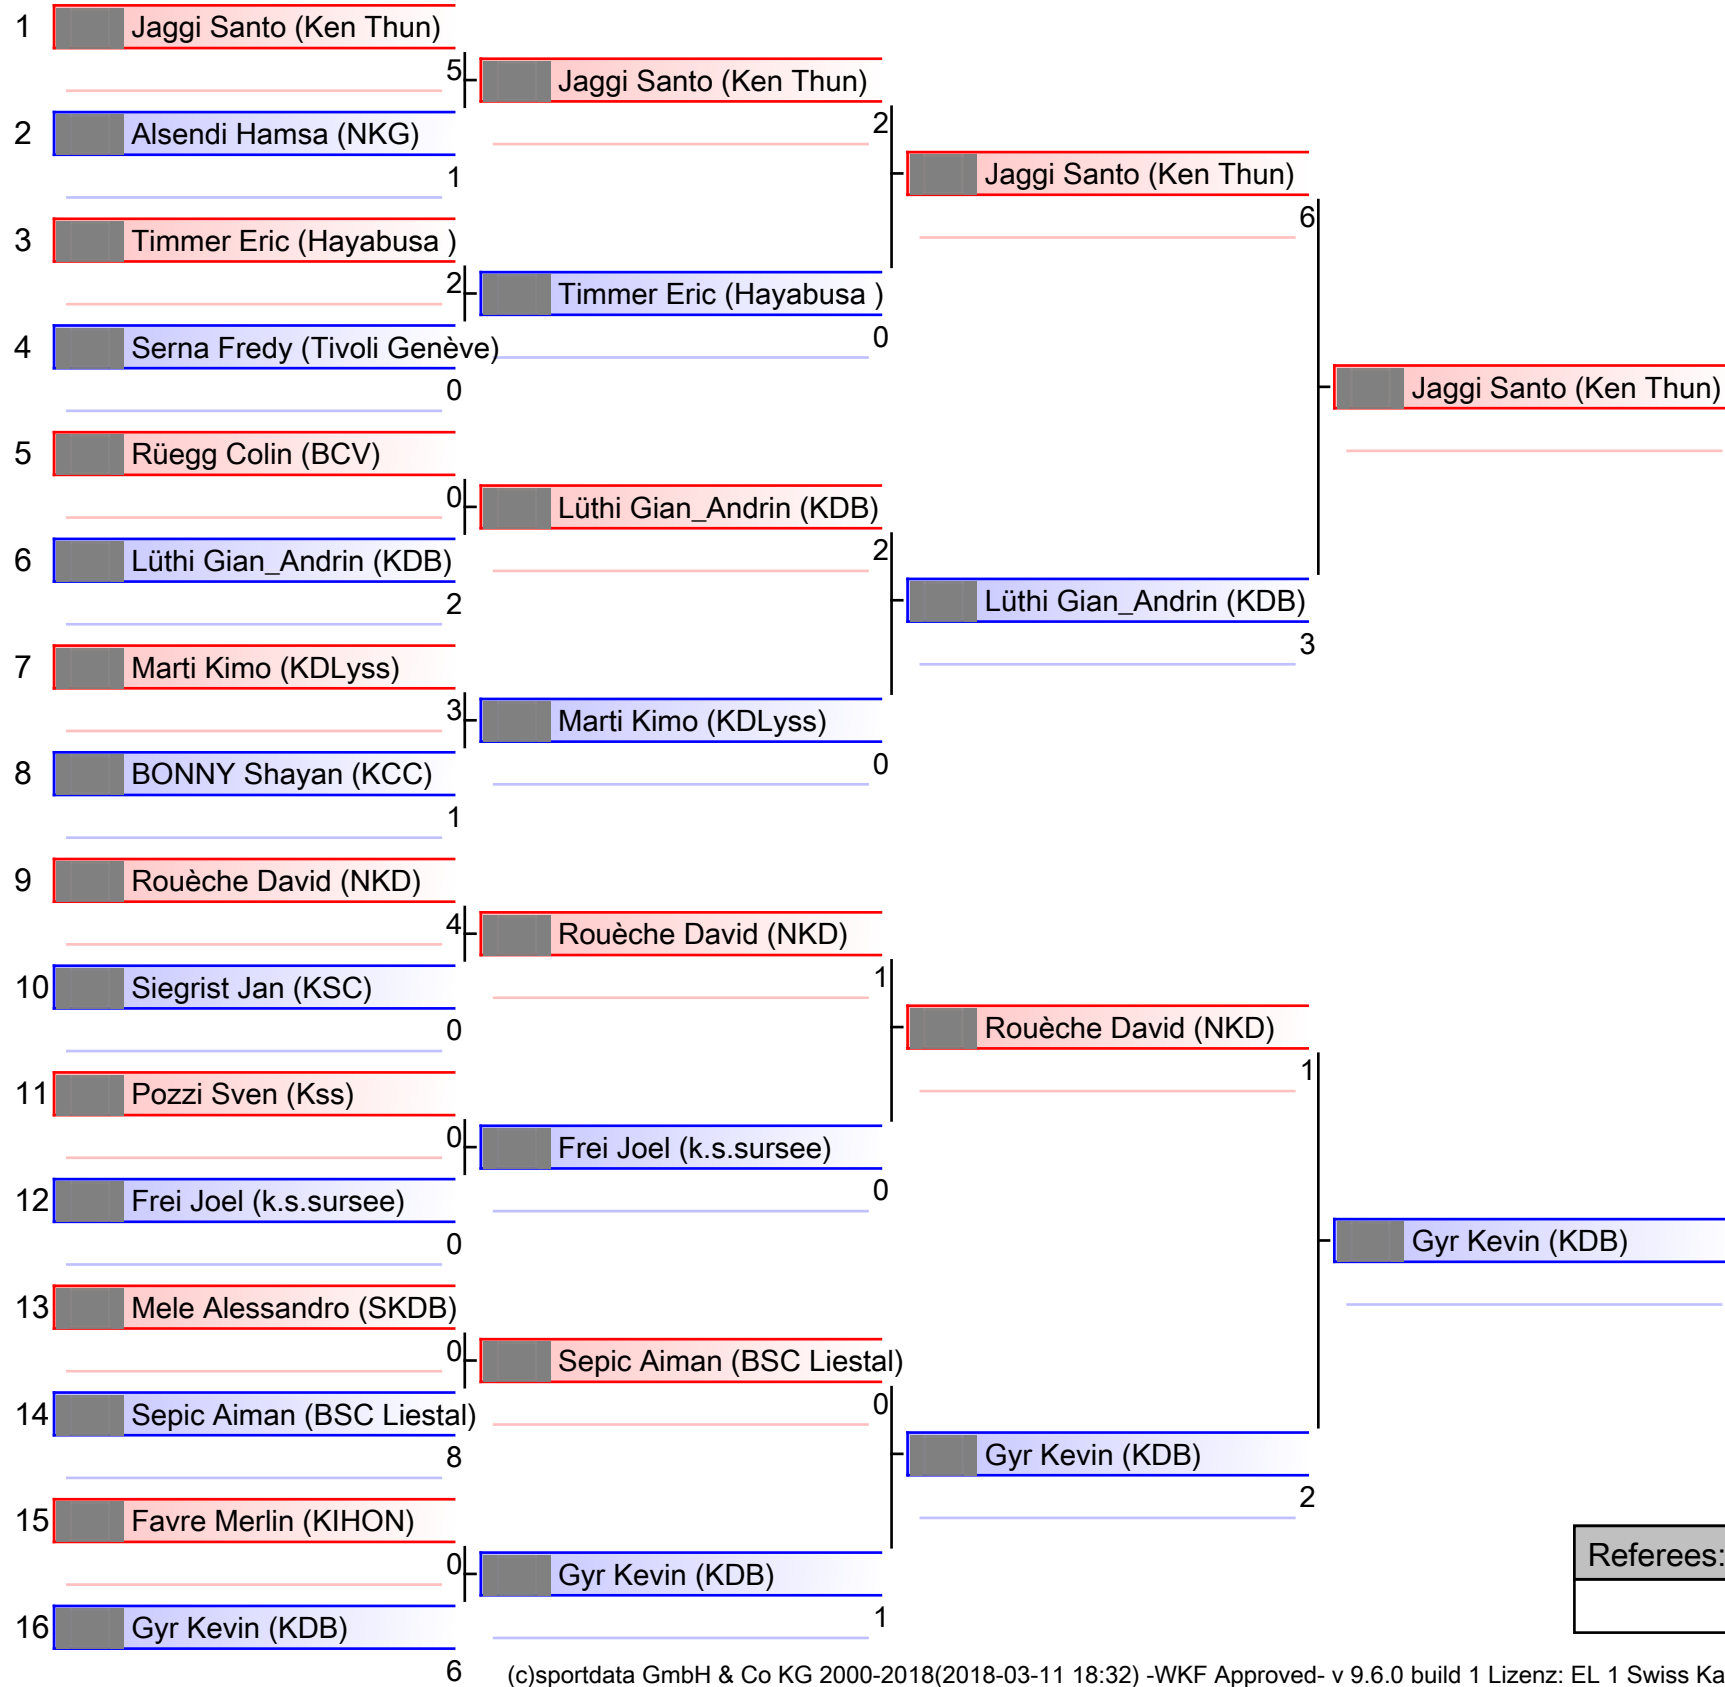 1 Jaggi Santo (Ken Thun)
5 Jaggi Santo (Ken Thun)
2 Alsendi Hamsa (NKG)
2
1 Jaggi Santo (Ken Thun)
6
3 Timmer Eric (Hayabusa )
2 Timmer Eric (Hayabusa )
4 Serna Fredy (Tivoli Genève)
0
0 Jaggi Santo (Ken Thun)
5 Rüegg Colin (BCV)
0 Lüthi Gian_Andrin (KDB)
6 Lüthi Gian_Andrin (KDB)
2
2 Lüthi Gian_Andrin (KDB)
3
7 Marti Kimo (KDLyss)
3 Marti Kimo (KDLyss)
8 BONNY Shayan (KCC)
0
1
9 Rouèche David (NKD)
4 Rouèche David (NKD)
10 Siegrist Jan (KSC)
1
0 Rouèche David (NKD)
1
11 Pozzi Sven (Kss)
0 Frei Joel (k.s.sursee)
12 Frei Joel (k.s.sursee)
0
0 Gyr Kevin (KDB)
13 Mele Alessandro (SKDB)
0 Sepic Aiman (BSC Liestal)
14 Sepic Aiman (BSC Liestal)
0
8 Gyr Kevin (KDB)
2
15 Favre Merlin (KIHON)
0 Gyr Kevin (KDB)
Referees:
16 Gyr Kevin (KDB)
1
6
(c)sportdata GmbH & Co KG 2000-2018(2018-03-11 18:32) -WKF Approved- v 9.6.0 build 1 Lizenz: EL 1 Swiss Ka